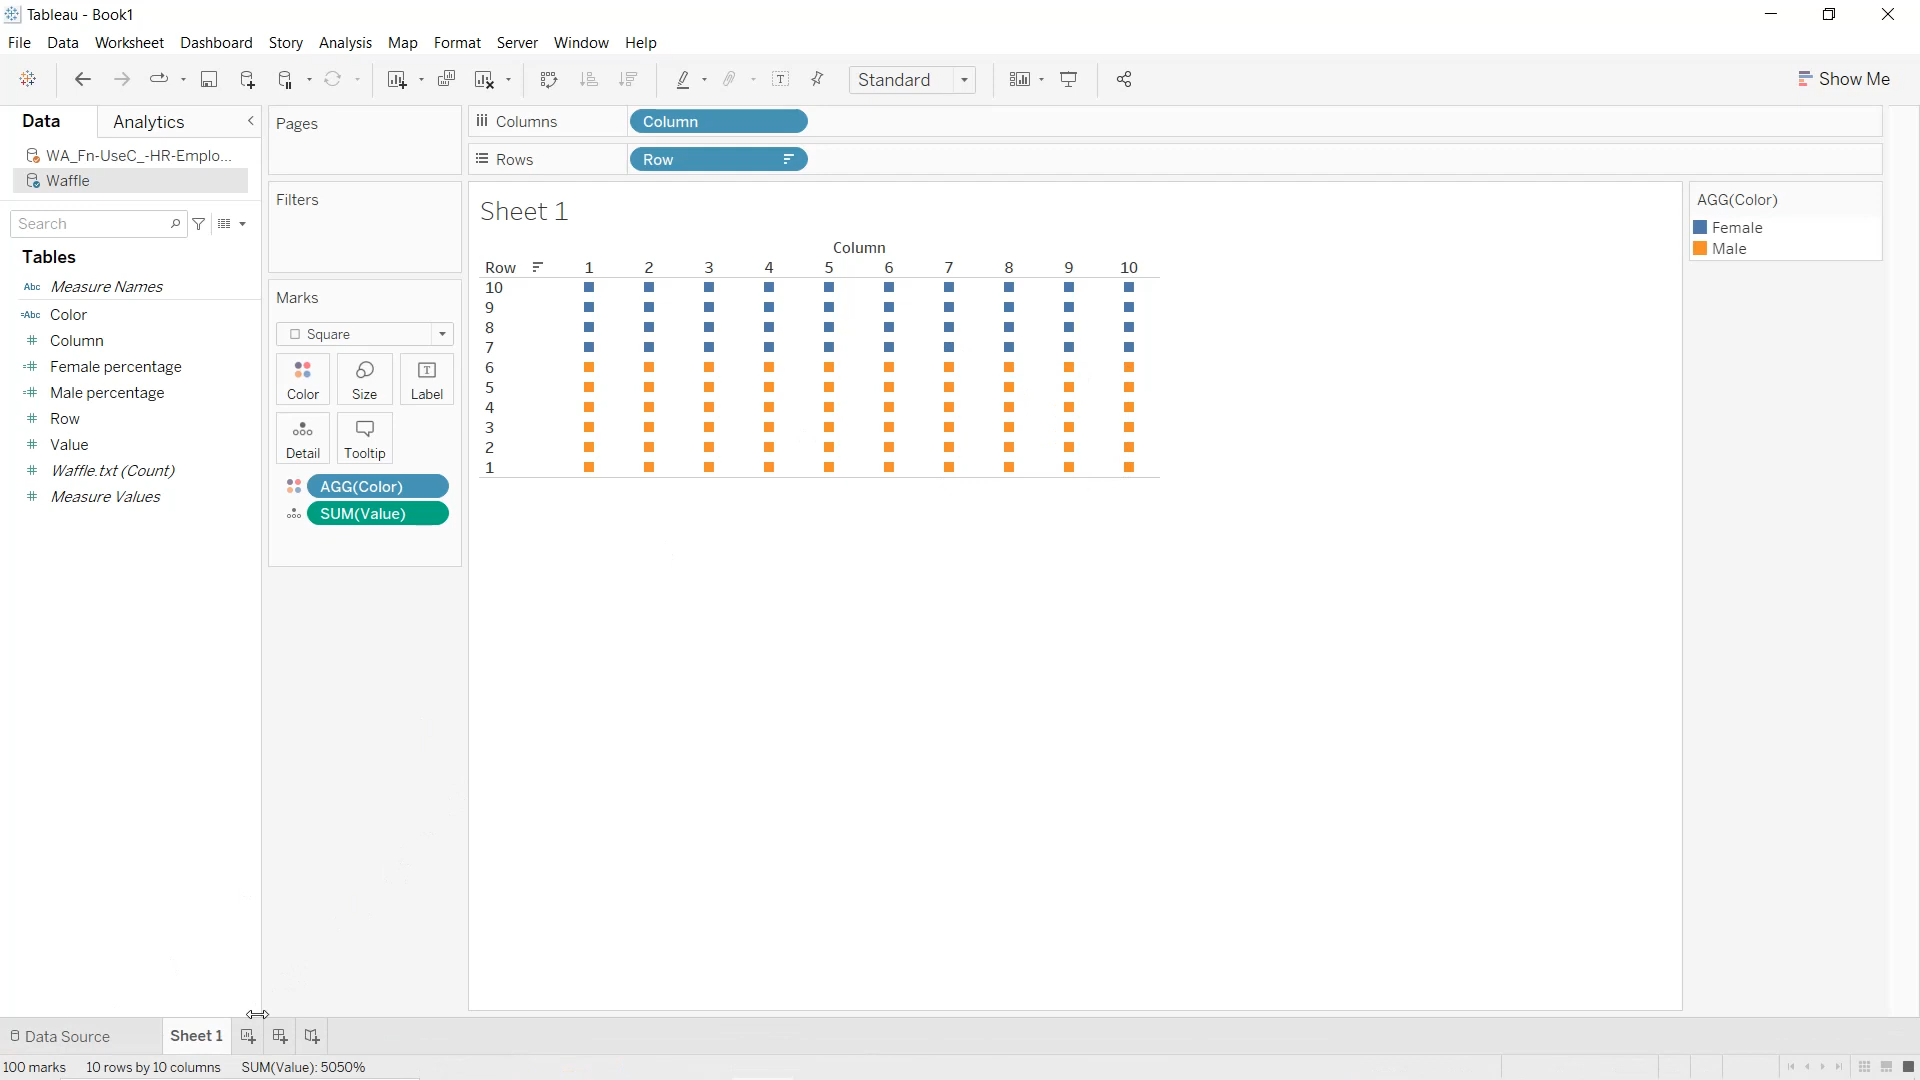 Tableau - Book1
File Data Worksheet Dashboard Story Analysis Map Format Server Window Help
Standard
Show Me
Data Analytics
Pages
Columns
Column
WA_Fn-UseC_-HR-Emplo...
Rows
Row
Waffle
Filters
Sheet 1
AGG(Color)
Search
Female
Column
Male
Tables
Row 1 2 3 4 5 6 7 8 9 10
Abc Measure Names
10
Marks
9
=Abc Color
8
Square
Column
7
Female percentage
6
Male percentage
5
Color Size Label
Row
4
3
Value
2
Detail Tooltip
1
Waffle.txt (Count)
AGG(Color)
Measure Values
SUM(Value)
Data Source
Sheet 1
100 marks 10 rows by 10 columns SUM(Value): 5050%